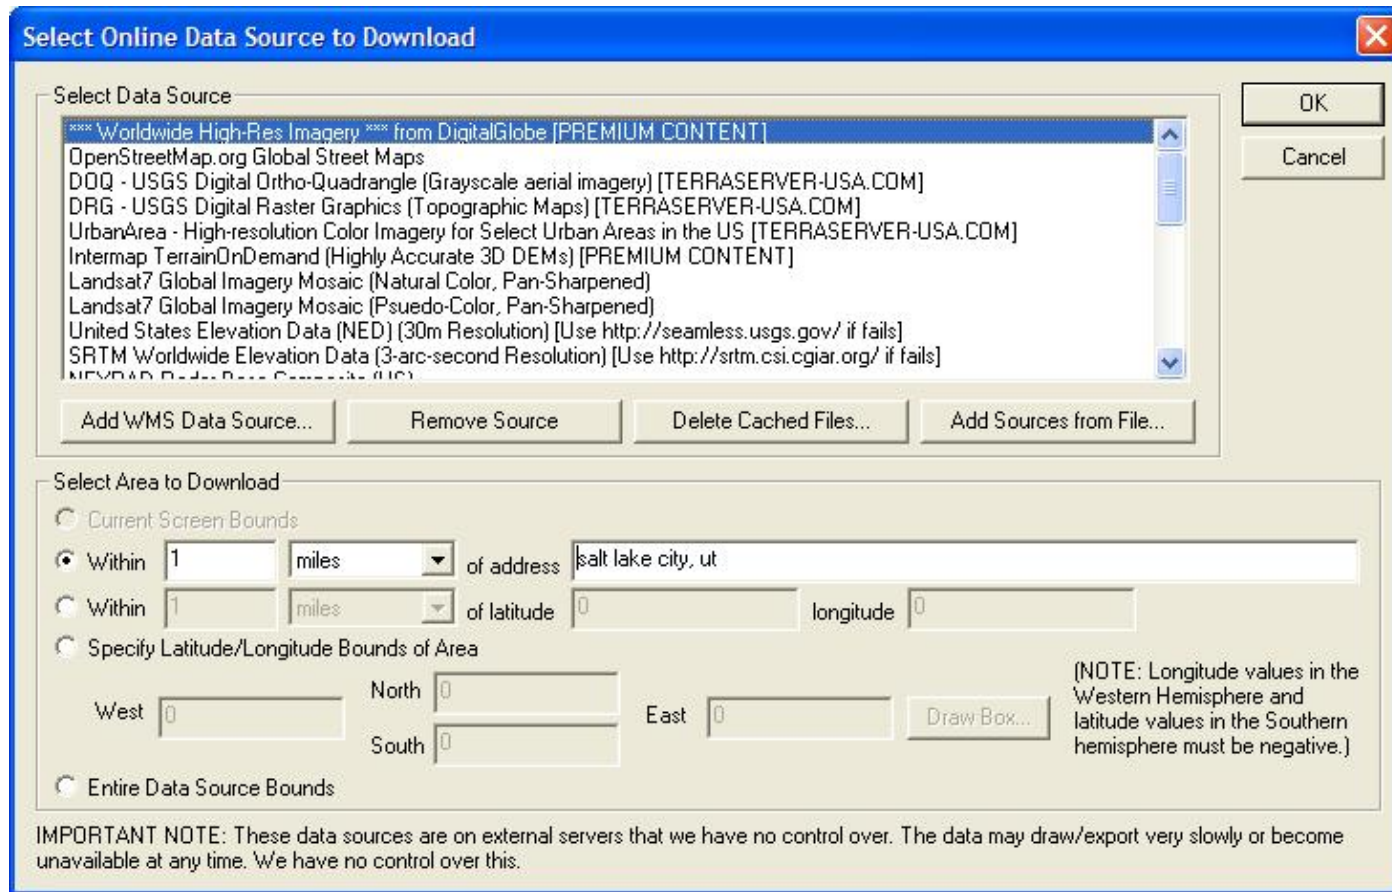 Select Online Data Source to Download
Select Data Source
*** Worldwide High-Res Imagery *** from DigitalGlobe [PREMIUM CONTENT]
OpenStreetMap.org Global Street Maps
DOQ - USGS Digital Ortho-Quadrangle (Grayscale aerial imagery) [TERRASERVER-USA.COM]
DRG - USGS Digital Raster Graphics (Topographic Maps) [TERRASERVER-USA.COM]
UrbanArea - High-resolution Color Imagery for Select Urban Areas in the US [TERRASERVER-USA.COM]
Intermap TerrainOnDemand (Highly Accurate 3D DEMs) [PREMIUM CONTENT]
Landsat7 Global Imagery Mosaic (Natural Color, Pan-Sharpened)
Landsat7 Global Imagery Mosaic (Psuedo-Color, Pan-Sharpened)
United States Elevation Data (NED) (30m Resolution) [Use http://seamless.usgs.gov/ if fails]
SRTM Worldwide Elevation Data (3-arc-second Resolution) [Use http://srtm.csi.cgiar.org/ if fails]
NEXRAD Radar Base Composite (US)
OK
Cancel
Add WMS Data Source...
Remove Source
Delete Cached Files...
Add Sources from File...
Select Area to Download
Current Screen Bounds
Within 1 miles of address salt lake city, ut
Within 1 miles of latitude 0 longitude 0
Specify Latitude/Longitude Bounds of Area
North 0
West 0
East 0
Draw Box...
South 0
(NOTE: Longitude values in the
Western Hemisphere and
latitude values in the Southern
hemisphere must be negative.)
Entire Data Source Bounds
IMPORTANT NOTE: These data sources are on external servers that we have no control over. The data may draw/export very slowly or become
unavailable at any time. We have no control over this.